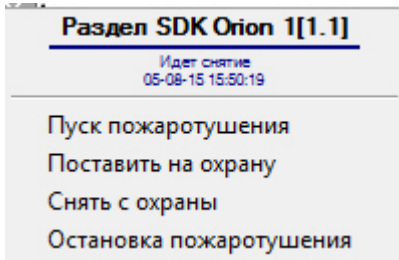 Раздел SDK Orion 1[1.1]
Идет снятие
05-08-15 15:50:19
Пуск пожаротушения
Поставить на охрану
Снять с охраны
Остановка пожаротушения